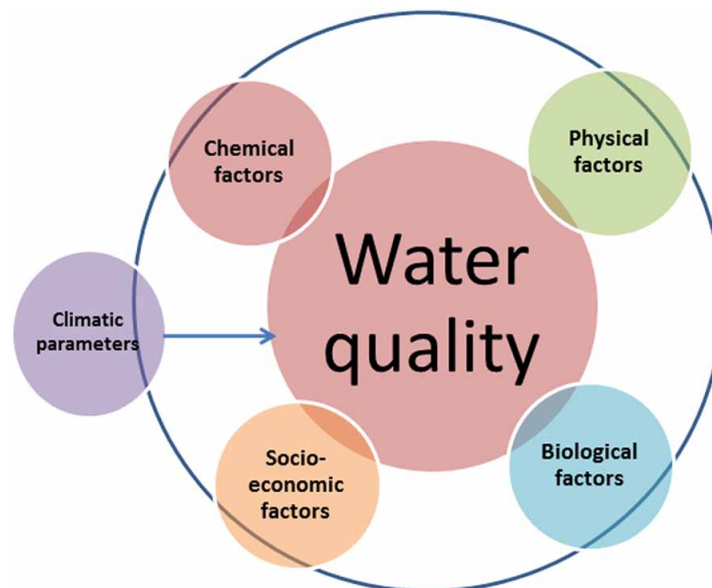 Chemical
factors
Physical
factors
Water
quality
Climatic
parameters
Socio-
economic
factors
Biological
factors